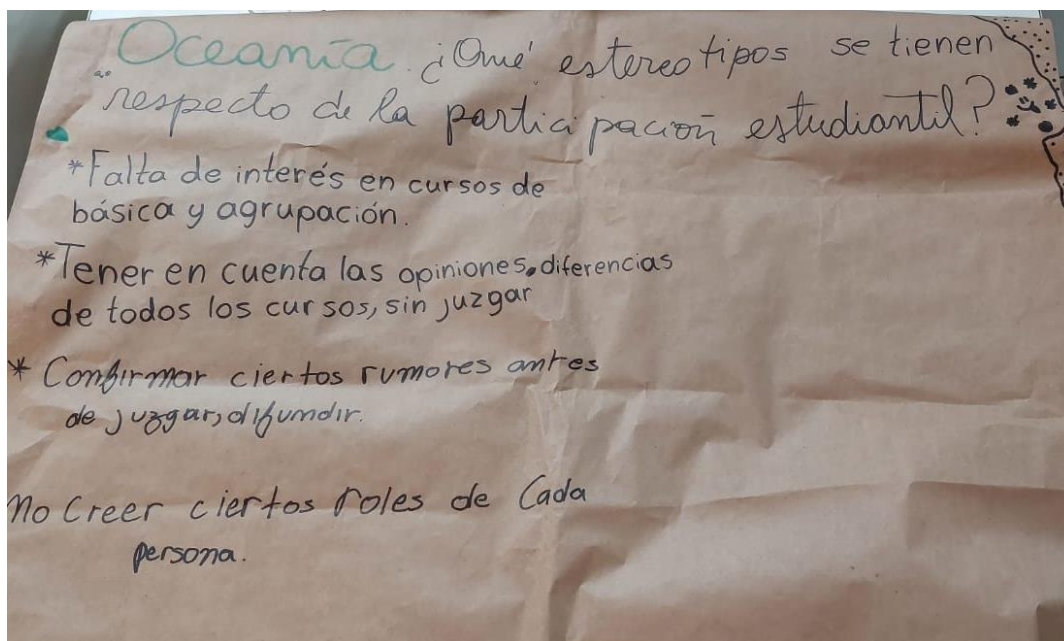 Oceanía ¿Qué estereotipos se tienen
respecto de la participación estudiantil?
*Falta de interés en cursos de
básica y agrupación.
*Tener en cuenta las opiniones, diferencias
de todos los cursos, sin juzgar
* Confirmar ciertos rumores antes
de juzgar, difundir.
no Creer ciertos roles de Cada
persona.